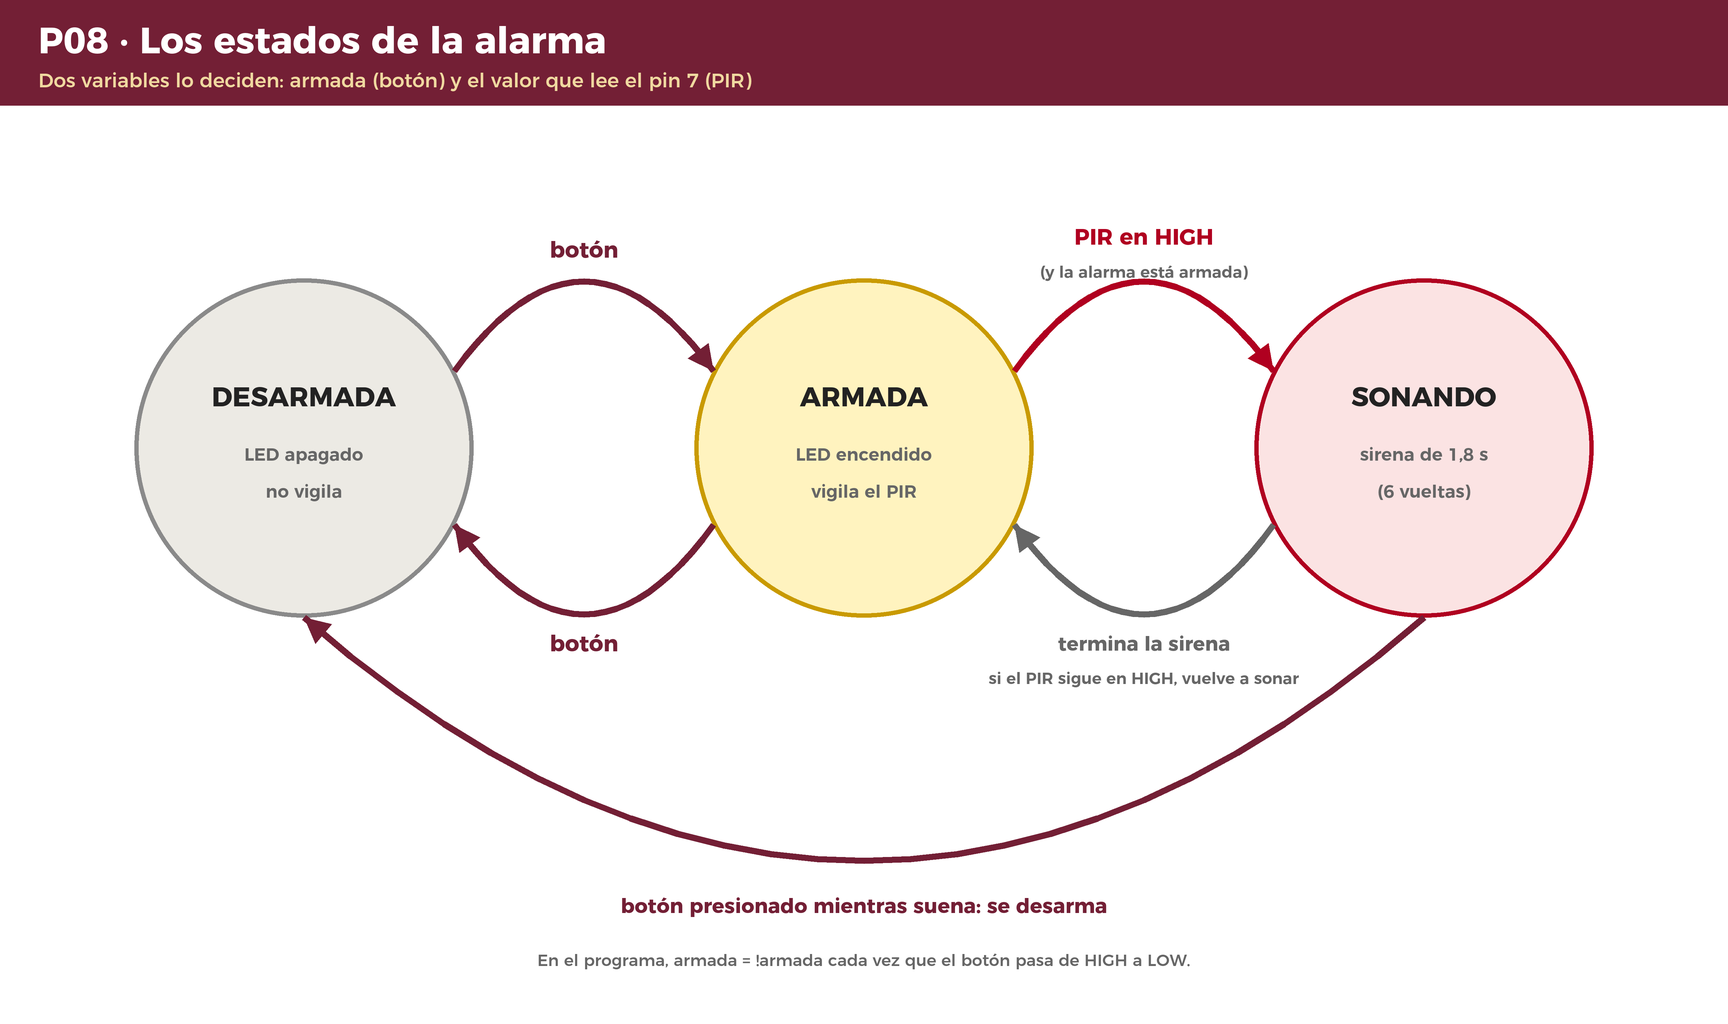 P08 · Los estados de la alarma
Dos variables lo deciden: armada (botón) y el valor que lee el pin 7 (PIR)
botón
PIR en HIGH
(y la alarma está armada)
DESARMADA
LED apagado
no vigila
ARMADA
LED encendido
vigila el PIR
SONANDO
sirena de 1,8 s
(6 vueltas)
botón
termina la sirena
si el PIR sigue en HIGH, vuelve a sonar
botón presionado mientras suena: se desarma
En el programa, armada = !armada cada vez que el botón pasa de HIGH a LOW.